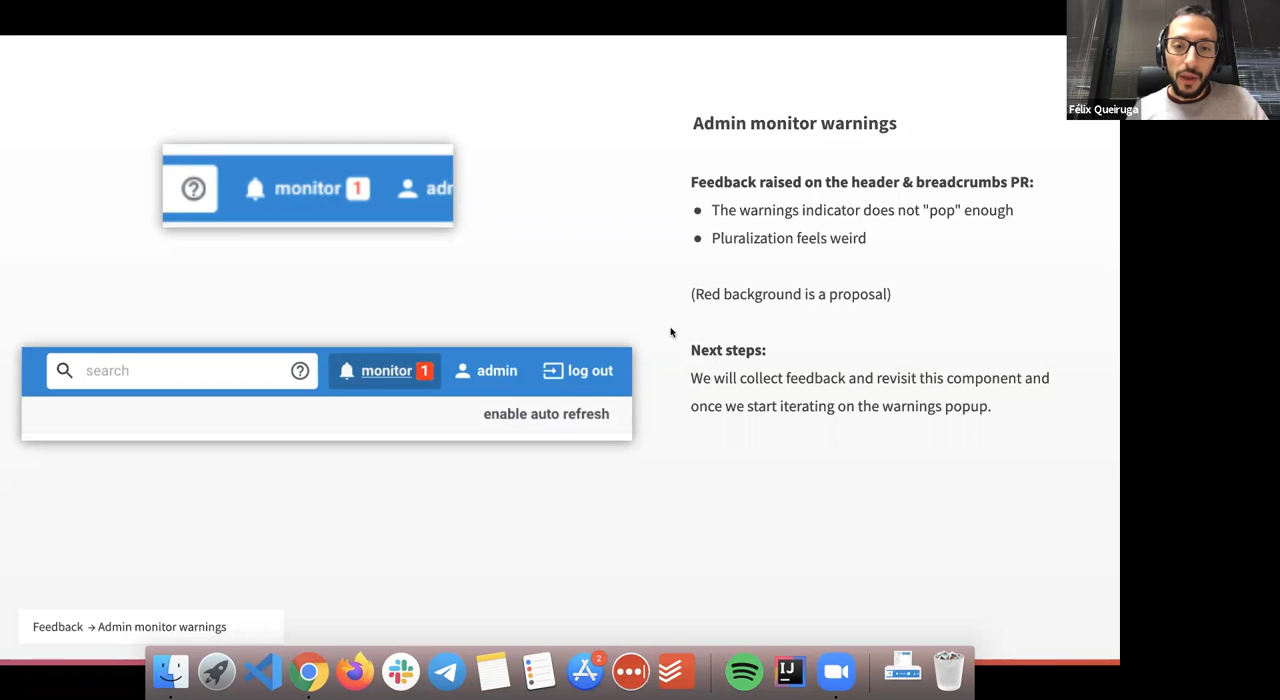 Félix Queiruga
monitor 1 adr
search monitor 1 admin log out
enable auto refresh
Admin monitor warnings
Feedback raised on the header & breadcrumbs PR:
● The warnings indicator does not "pop" enough
● Pluralization feels weird
(Red background is a proposal)
Next steps:
We will collect feedback and revisit this component and
once we start iterating on the warnings popup.
Feedback → Admin monitor warnings
2
IJ